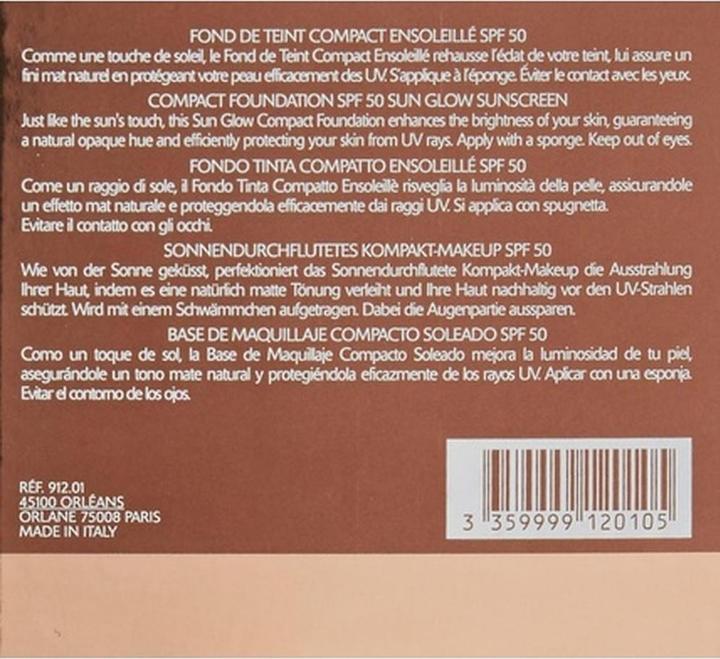 FOND DE TEINT COMPACT ENSOLEILLÉ SPF 50
Comme une touche de soleil, le Fond de Teint Compact Ensoleillé rehausse l'éclat de votre teint, lui assure un
fini mat naturel en protégeant votre peau efficacement des UV. S'applique à l'éponge. Éviter le contact avec les yeux.
COMPACT FOUNDATION SPF 50 SUN GLOW SUNSCREEN
Just like the sun's touch, this Sun Glow Compact Foundation enhances the brightness of your skin, guaranteeing
a natural opaque hue and efficiently protecting your skin from UV rays. Apply with a sponge. Keep out of eyes.
FONDO TINTA COMPATTO ENSOLEILLÉ SPF 50
Come un raggio di sole, il Fondo Tinta Compatto Ensoleillè risveglia la luminosità della pelle, assicurandole
un effetto mat naturale e proteggendola efficacemente dai raggi UV. Si applica con spugnetta.
Evitare il contatto con gli occhi.
SONNENDURCHFLUTETES KOMPAKT-MAKEUP SPF 50
Wie von der Sonne geküsst, perfektioniert das Sonnendurchflutete Kompakt-Makeup die Ausstrahlung
Ihrer Haut, indem es eine natürlich matte Tönung verleiht und Ihre Haut nachhaltig vor den UV-Strahlen
schützt. Wird mit einem Schwämmchen aufgetragen. Dabei die Augenpartie aussparen.
BASE DE MAQUILLAJE COMPACTO SOLEADO SPF 50
Como un toque de sol, la Base de Maquillaje Compacto Soleado mejora la luminosidad de tu piel,
asegurándole un tono mate natural y protegiéndola eficazmente de los rayos UV. Aplicar con una esponja.
Evitar el contorno de los ojos.
RÉF. 912.01
45100 ORLÉANS
ORLANE 75008 PARIS
MADE IN ITALY
3 359999 120105